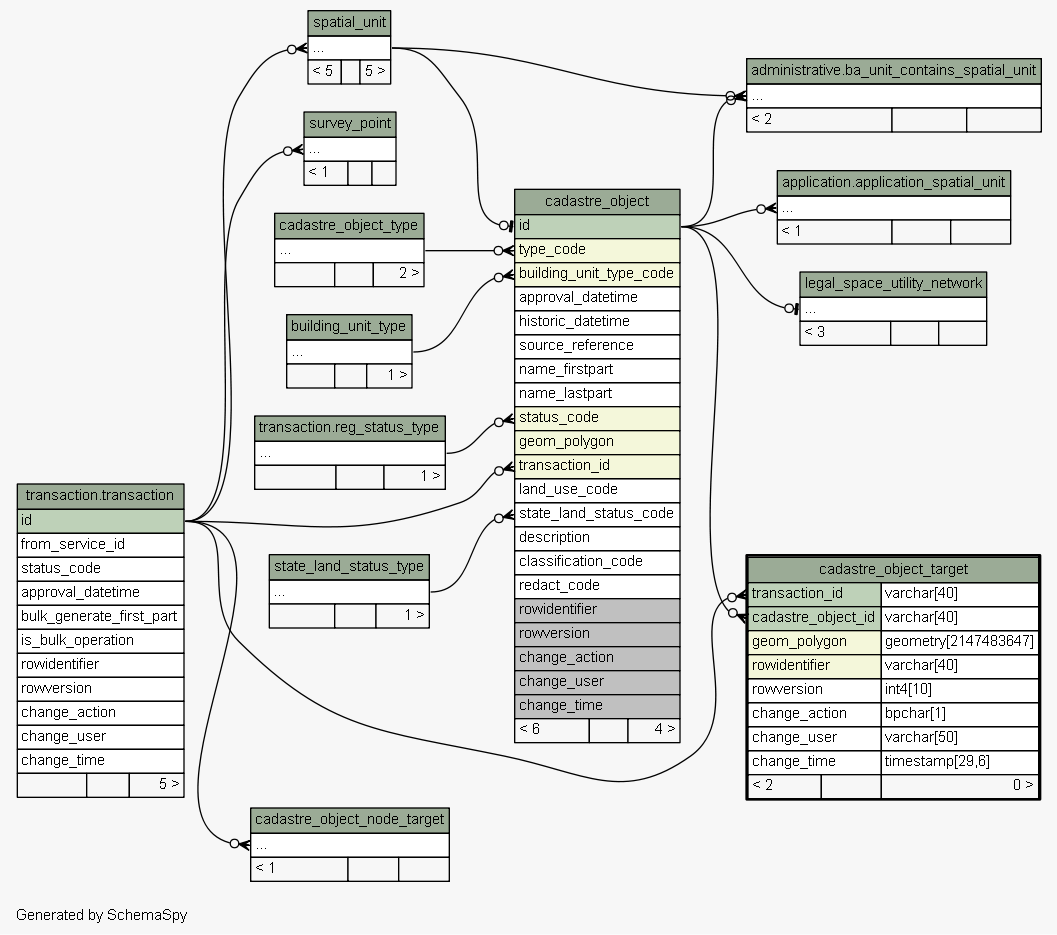 spatial_unit
...
< 5 5 >
survey_point
...
< 1
cadastre_object_type
...
2 >
building_unit_type
...
1 >
transaction.reg_status_type
...
1 >
transaction.transaction
id
from_service_id
status_code
approval_datetime
bulk_generate_first_part
is_bulk_operation
rowidentifier
rowversion
change_action
change_user
change_time
5 >
state_land_status_type
...
1 >
cadastre_object_node_target
...
< 1
cadastre_object
id
type_code
building_unit_type_code
approval_datetime
historic_datetime
source_reference
name_firstpart
name_lastpart
status_code
geom_polygon
transaction_id
land_use_code
state_land_status_code
description
classification_code
redact_code
rowidentifier
rowversion
change_action
change_user
change_time
< 6 4 >
administrative.ba_unit_contains_spatial_unit
...
< 2
application.application_spatial_unit
...
< 1
legal_space_utility_network
...
< 3
cadastre_object_target
transaction_id varchar[40]
cadastre_object_id varchar[40]
geom_polygon geometry[2147483647]
rowidentifier varchar[40]
rowversion int4[10]
change_action bpchar[1]
change_user varchar[50]
change_time timestamp[29,6]
< 2 0 >
Generated by SchemaSpy